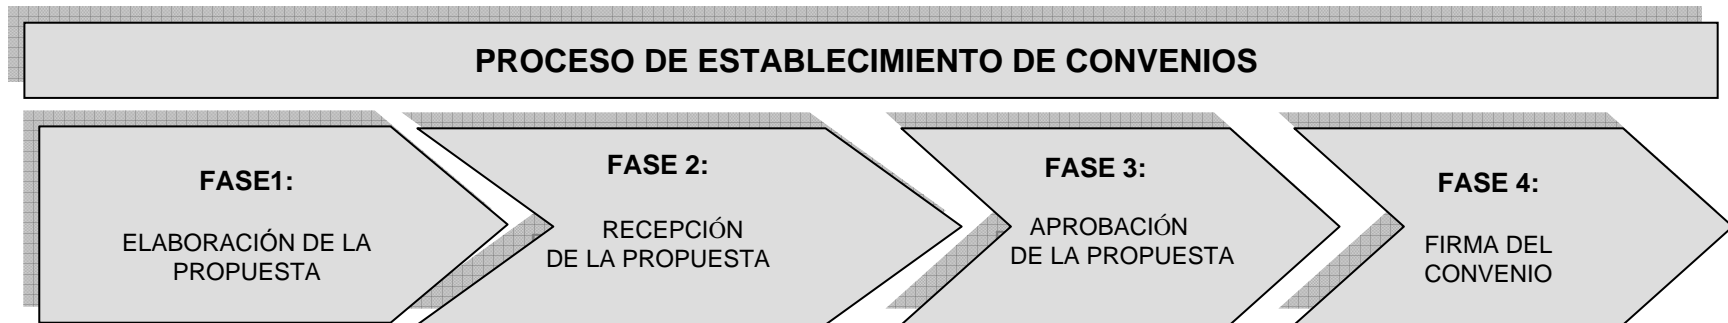 PROCESO DE ESTABLECIMIENTO DE CONVENIOS
FASE1:
ELABORACIÓN DE LA
PROPUESTA
FASE 2:
RECEPCIÓN
DE LA PROPUESTA
FASE 3:
APROBACIÓN
DE LA PROPUESTA
FASE 4:
FIRMA DEL
CONVENIO